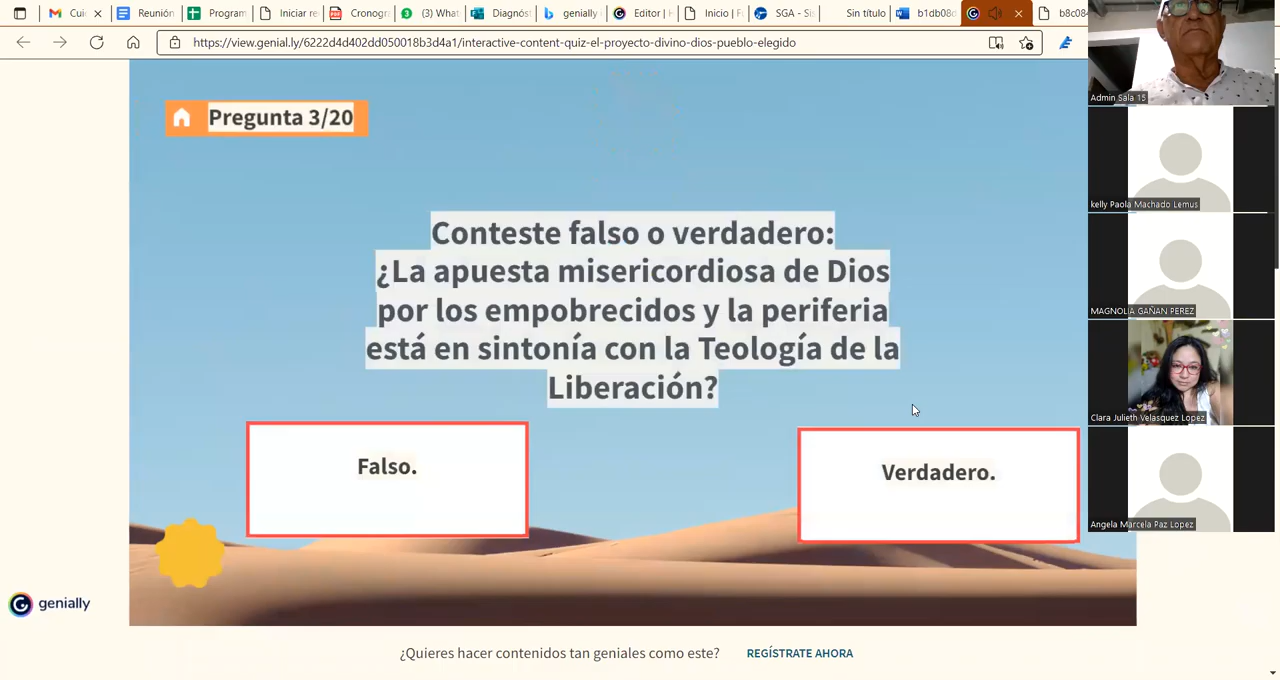 Cui
Reunión
Program
Iniciar re
Cronogr
(3) What
Diagnós
genially
Editor | H
Inicio | F
SGA - Si
Sin título
b1db08d
b8c084
https://view.genial.ly/6222d4d402dd050018b3d4a1/interactive-content-quiz-el-proyecto-divino-dios-pueblo-elegido
Pregunta 3/20
Conteste falso o verdadero:
¿La apuesta misericordiosa de Dios
por los empobrecidos y la periferia
está en sintonía con la Teología de la
Liberación?
Falso.
Verdadero.
genially
¿Quieres hacer contenidos tan geniales como este? REGÍSTRATE AHORA
Admin Sala 15
kelly Paola Machado Lemus
MAGNOLIA GAÑAN PEREZ
Clara Julieth Velasquez Lopez
Angela Marcela Paz Lopez